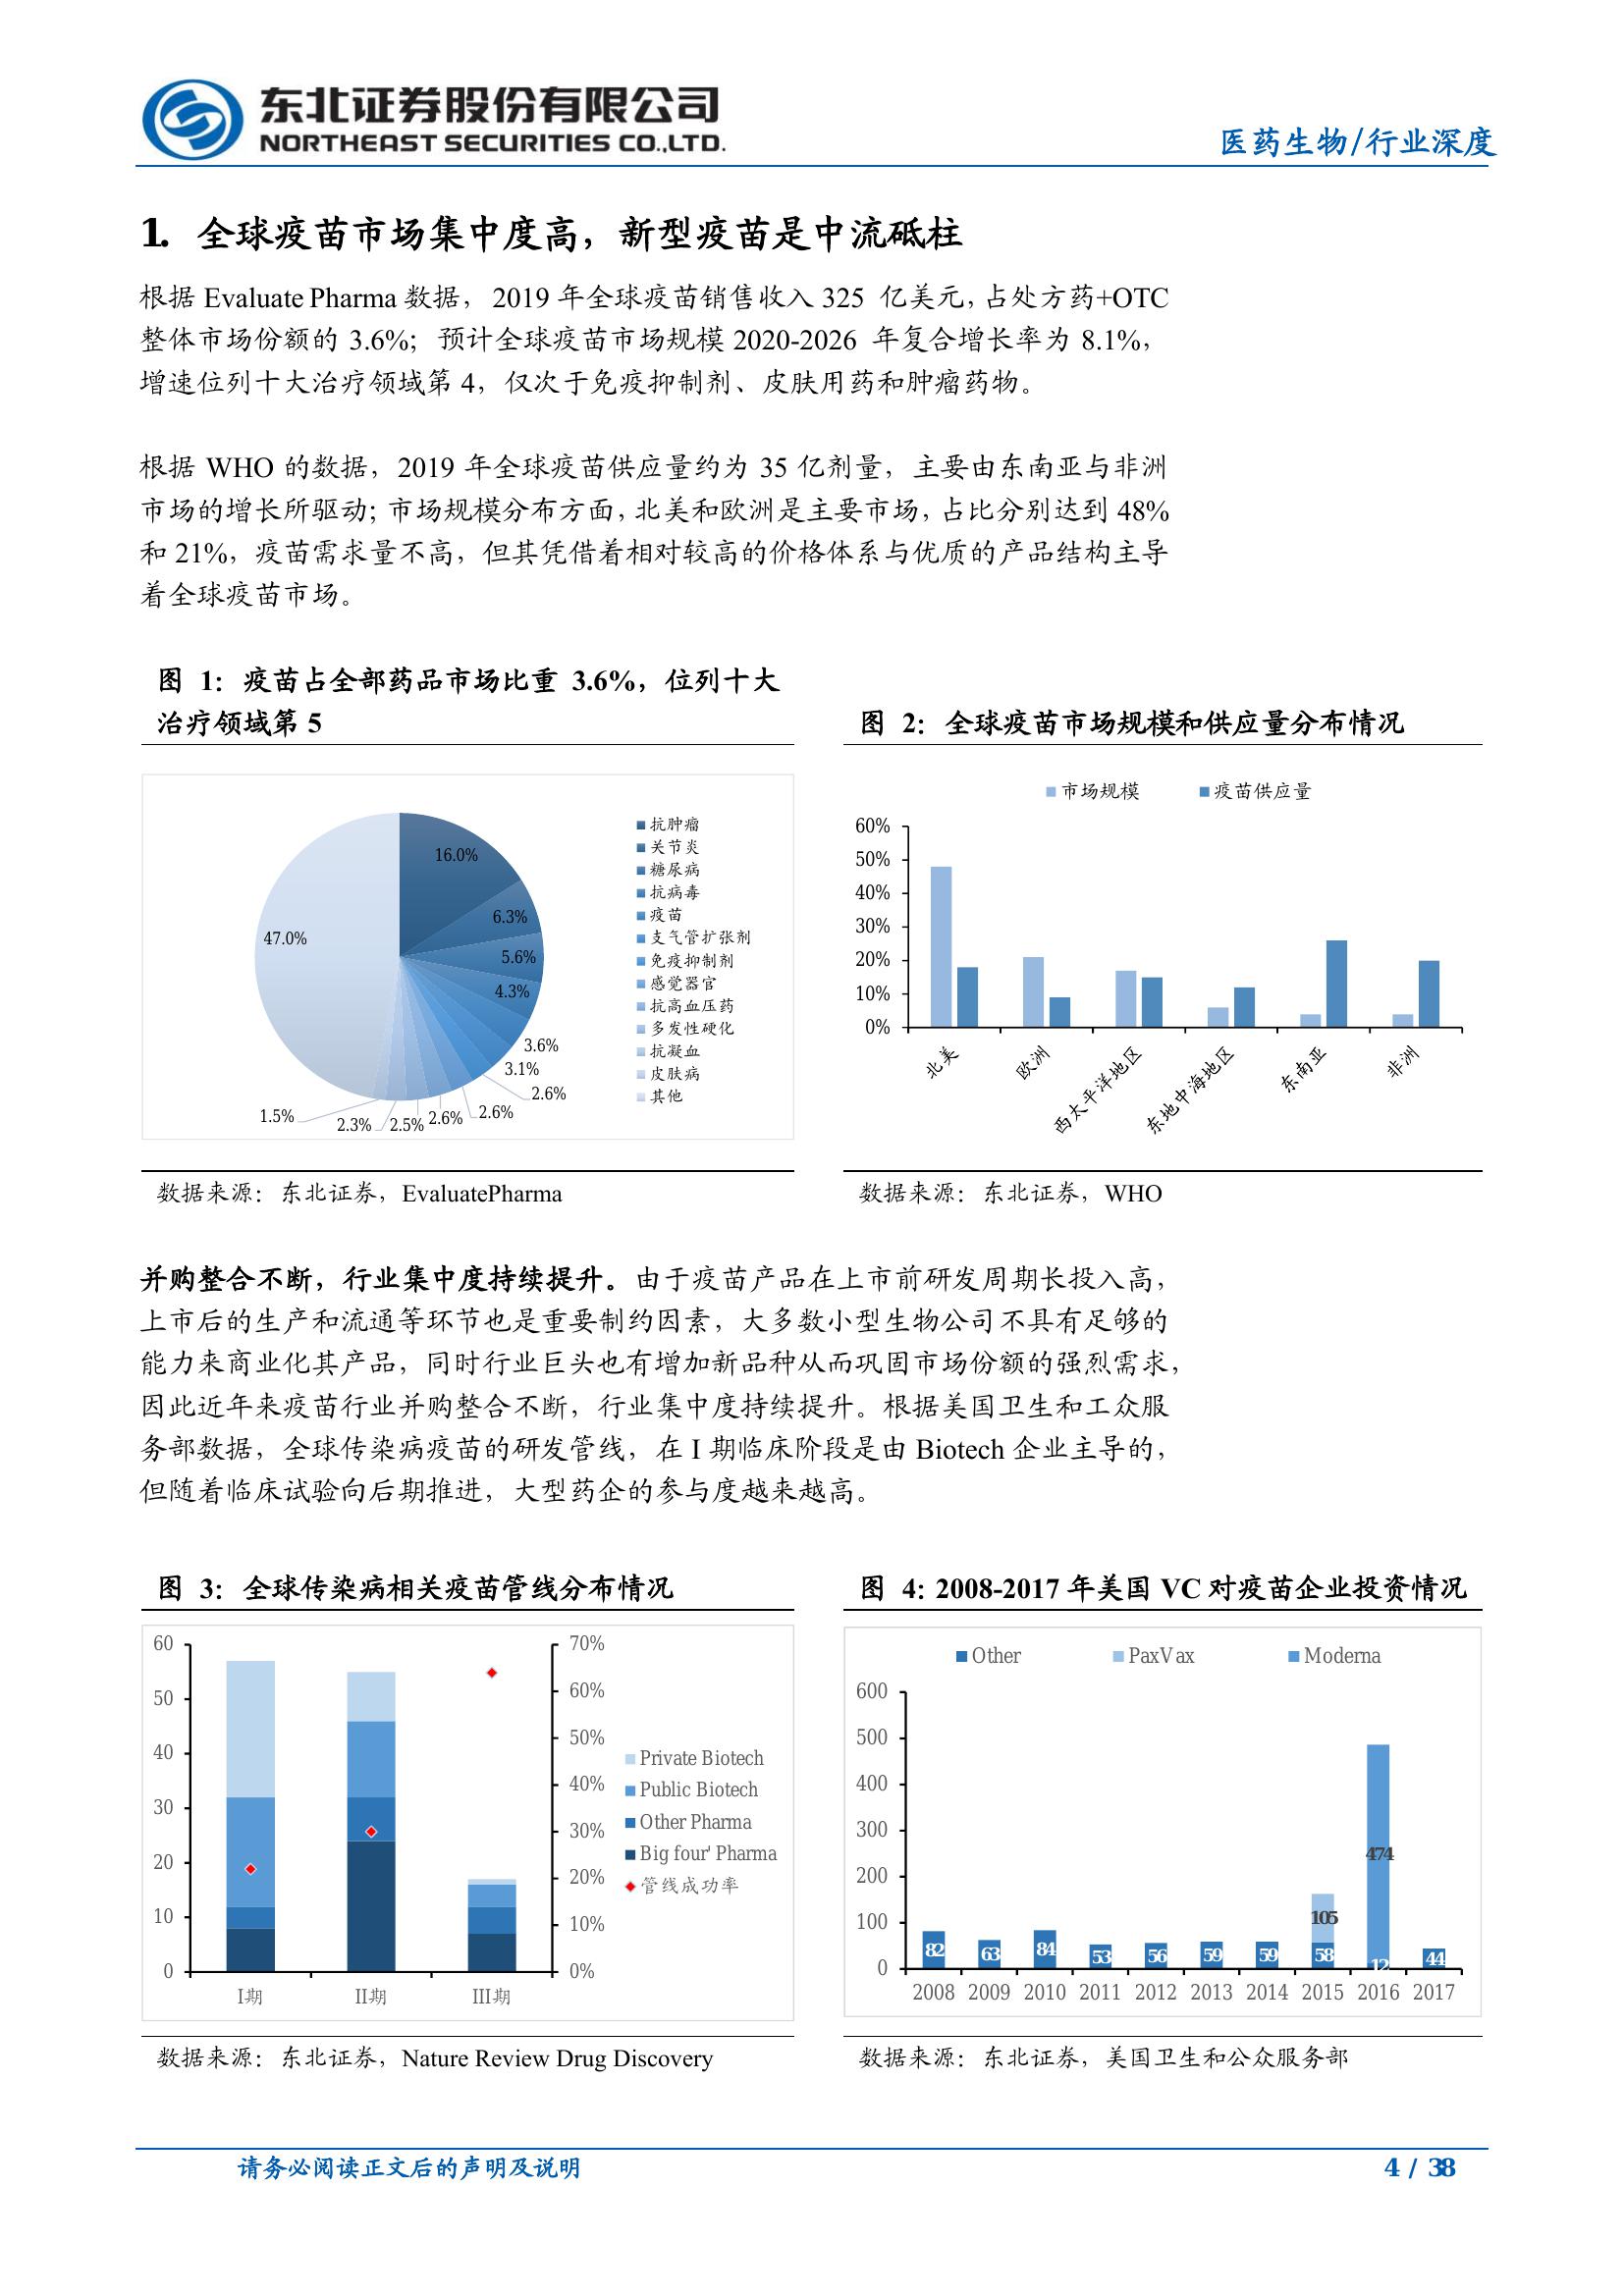 东北证券股份有限公司
NORTHEAST SECURITIES CO.,LTD.
医药生物/行业深度
1. 全球疫苗市场集中度高，新型疫苗是中流砥柱
根据 Evaluate Pharma 数据，2019 年全球疫苗销售收入 325 亿美元，占处方药+OTC
整体市场份额的 3.6%；预计全球疫苗市场规模 2020-2026 年复合增长率为 8.1%，
增速位列十大治疗领域第 4，仅次于免疫抑制剂、皮肤用药和肿瘤药物。
根据 WHO 的数据，2019 年全球疫苗供应量约为 35 亿剂量，主要由东南亚与非洲
市场的增长所驱动；市场规模分布方面，北美和欧洲是主要市场，占比分别达到 48%
和 21%，疫苗需求量不高，但其凭借着相对较高的价格体系与优质的产品结构主导
着全球疫苗市场。
图 1：疫苗占全部药品市场比重 3.6%，位列十大
治疗领域第 5
16.0%
6.3%
5.6%
4.3%
3.6%
3.1%
2.6%
2.6%
2.6%
2.5%
2.3%
1.5%
47.0%
抗肿瘤
关节炎
糖尿病
抗病毒
疫苗
支气管扩张剂
免疫抑制剂
感觉器官
抗高血压药
多发性硬化
抗凝血
皮肤病
其他
数据来源：东北证券，EvaluatePharma
图 2：全球疫苗市场规模和供应量分布情况
市场规模 疫苗供应量
60%
50%
40%
30%
20%
10%
0%
北美
欧洲
西太平洋地区
东地中海地区
东南亚
非洲
数据来源：东北证券，WHO
并购整合不断，行业集中度持续提升。由于疫苗产品在上市前研发周期长投入高，
上市后的生产和流通等环节也是重要制约因素，大多数小型生物公司不具有足够的
能力来商业化其产品，同时行业巨头也有增加新品种从而巩固市场份额的强烈需求，
因此近年来疫苗行业并购整合不断，行业集中度持续提升。根据美国卫生和工众服
务部数据，全球传染病疫苗的研发管线，在 I 期临床阶段是由 Biotech 企业主导的，
但随着临床试验向后期推进，大型药企的参与度越来越高。
图 3：全球传染病相关疫苗管线分布情况
60
50
40
30
20
10
0
70%
60%
50%
40%
30%
20%
10%
0%
I期 II期 III期
Private Biotech
Public Biotech
Other Pharma
Big four' Pharma
管线成功率
数据来源：东北证券，Nature Review Drug Discovery
图 4：2008-2017 年美国 VC 对疫苗企业投资情况
Other PaxVax Moderna
600
500
400
300
200
100
0
82 63 84 53 56 59 59 58 12 44
105
474
2008 2009 2010 2011 2012 2013 2014 2015 2016 2017
数据来源：东北证券，美国卫生和公众服务部
请务必阅读正文后的声明及说明
4 / 38